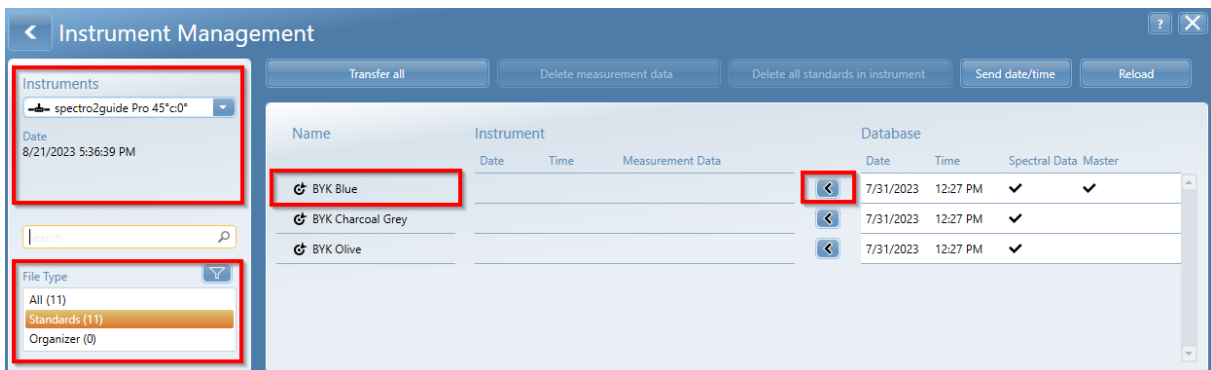 Instrument Management
?
Instruments
spectro2guide Pro 45°c:0°
Date
8/21/2023 5:36:39 PM
Search
File Type
All (11)
Standards (11)
Organizer (0)
Transfer all
Delete measurement data
Delete all standards in instrument
Send date/time
Reload
Name Instrument Database
Date Time Measurement Data Date Time Spectral Data Master
BYK Blue 7/31/2023 12:27 PM
BYK Charcoal Grey 7/31/2023 12:27 PM
BYK Olive 7/31/2023 12:27 PM